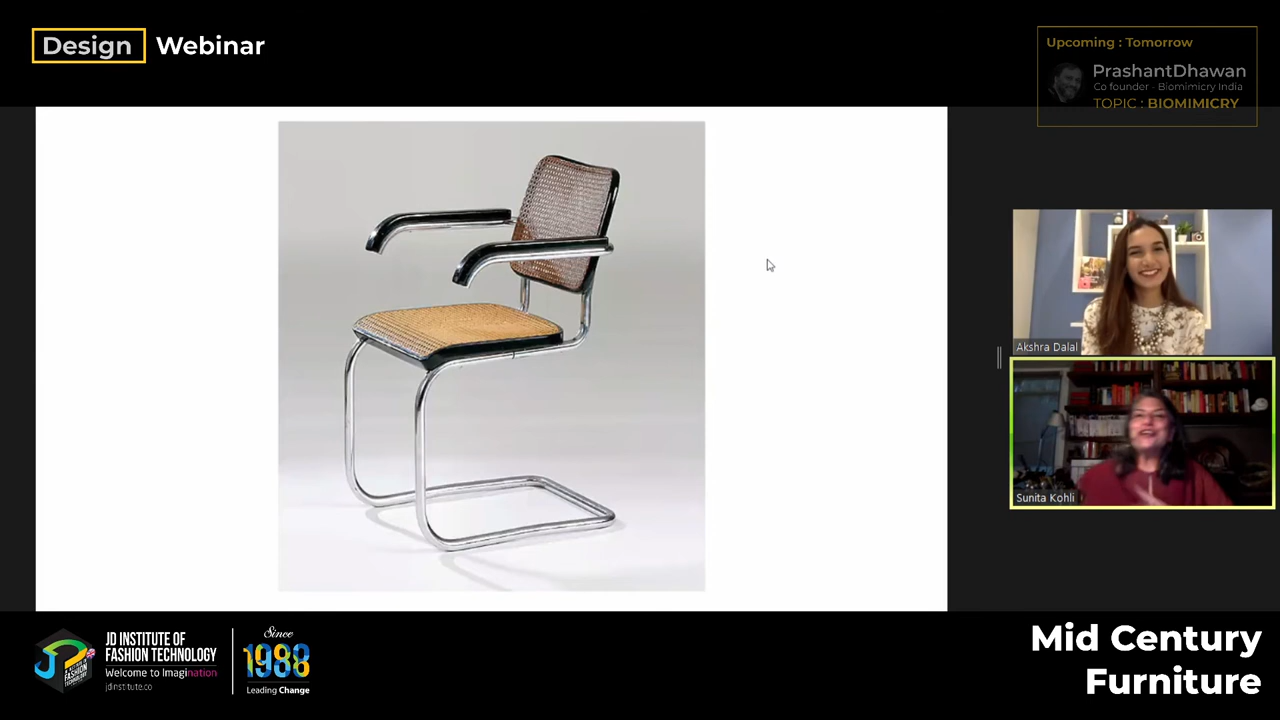 Design Webinar
Upcoming : Tomorrow
PrashantDhawan
Co founder - Biomimicry India
TOPIC : BIOMIMICRY
Akshra Dalal
Sunita Kohli
JD INSTITUTE OF
FASHION TECHNOLOGY
Welcome to Imagination
jdinstitute.co
Since
1988
Leading Change
Mid Century
Furniture